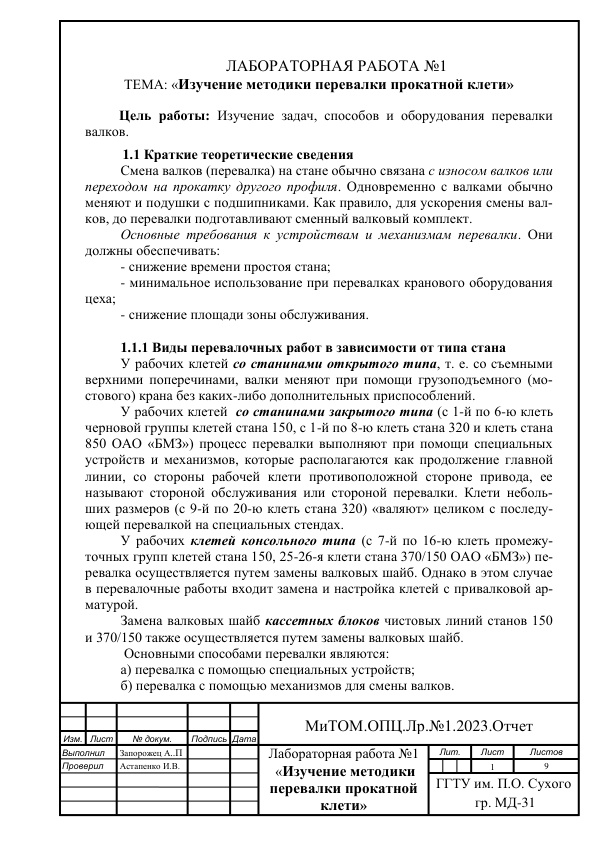 ЛАБОРАТОРНАЯ РАБОТА №1
ТЕМА: «Изучение методики перевалки прокатной клети»
Цель работы: Изучение задач, способов и оборудования перевалки
валков.
1.1 Краткие теоретические сведения
Смена валков (перевалка) на стане обычно связана с износом валков или
переходом на прокатку другого профиля. Одновременно с валками обычно
меняют и подушки с подшипниками. Как правило, для ускорения смены вал-
ков, до перевалки подготавливают сменный валковый комплект.
Основные требования к устройствам и механизмам перевалки. Они
должны обеспечивать:
- снижение времени простоя стана;
- минимальное использование при перевалках кранового оборудования
цеха;
- снижение площади зоны обслуживания.
1.1.1 Виды перевалочных работ в зависимости от типа стана
У рабочих клетей со станинами открытого типа, т. е. со съемными
верхними поперечинами, валки меняют при помощи грузоподъемного (мо-
стового) крана без каких-либо дополнительных приспособлений.
У рабочих клетей со станинами закрытого типа (с 1-й по 6-ю клеть
черновой группы клетей стана 150, с 1-й по 8-ю клеть стана 320 и клеть стана
850 ОАО «БМЗ») процесс перевалки выполняют при помощи специальных
устройств и механизмов, которые располагаются как продолжение главной
линии, со стороны рабочей клети противоположной стороне привода, ее
называют стороной обслуживания или стороной перевалки. Клети неболь-
ших размеров (с 9-й по 20-ю клеть стана 320) «валяют» целиком с последу-
ющей перевалкой на специальных стендах.
У рабочих клетей консольного типа (с 7-й по 16-ю клеть промежу-
точных групп клетей стана 150, 25-26-я клети стана 370/150 ОАО «БМЗ») пе-
ревалка осуществляется путем замены валковых шайб. Однако в этом случае
в перевалочные работы входит замена и настройка клетей с привалковой ар-
матурой.
Замена валковых шайб кассетных блоков чистовых линий станов 150
и 370/150 также осуществляется путем замены валковых шайб.
Основными способами перевалки являются:
а) перевалка с помощью специальных устройств;
б) перевалка с помощью механизмов для смены валков.
МиТОМ.ОПЦ.Лр.№1.2023.Отчет
Изм. Лист № докум. Подпись Дата
Выполнил Запорожец А..П
Проверил Астапенко И.В.
Лабораторная работа №1
«Изучение методики
перевалки прокатной
клети»
Лит. Лист Листов
1 9
ГГТУ им. П.О. Сухого
гр. МД-31